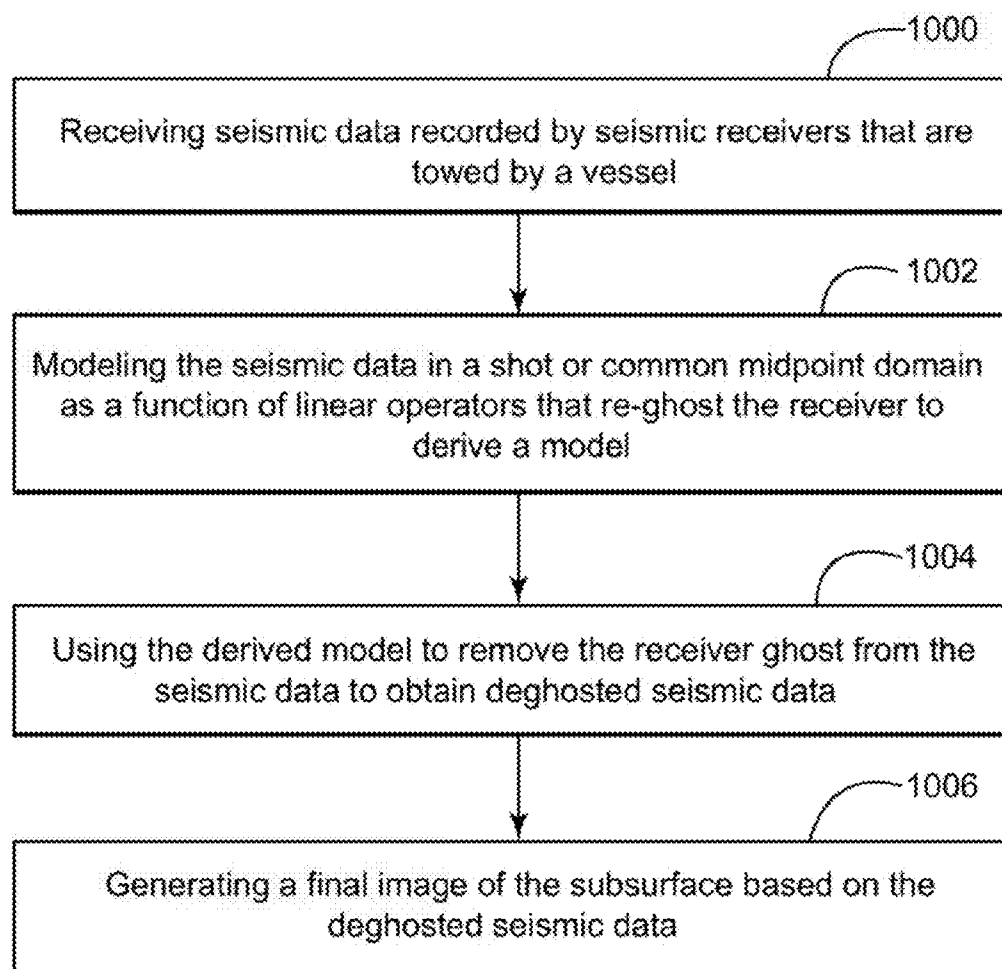 1000
Receiving seismic data recorded by seismic receivers that are
towed by a vessel
1002
Modeling the seismic data in a shot or common midpoint domain
as a function of linear operators that re-ghost the receiver to
derive a model
1004
Using the derived model to remove the receiver ghost from the
seismic data to obtain deghosted seismic data
1006
Generating a final image of the subsurface based on the
deghosted seismic data